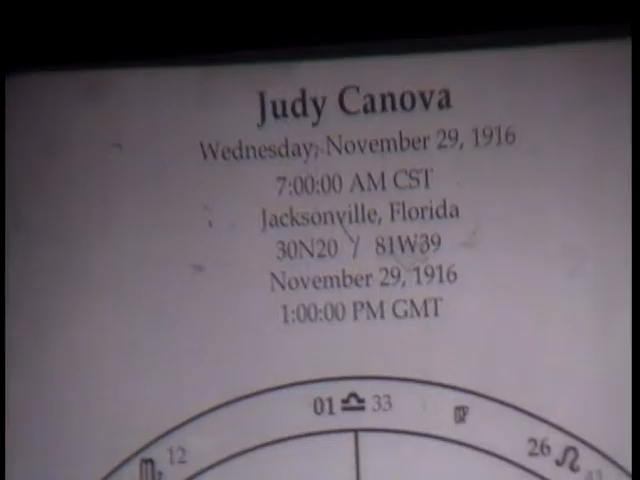 Judy Canova
Wednesday, November 29, 1916
7:00:00 AM CST
Jacksonville, Florida
30N20 / 81W39
November 29, 1916
1:00:00 PM GMT
01 ♎ 33
♍
26 ♌
♏ 12